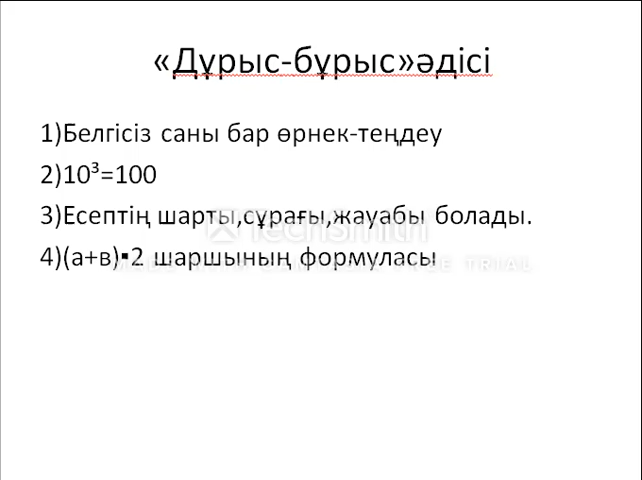 «Дұрыс-бұрыс»әдісі
1)Белгісіз саны бар өрнек-теңдеу
2)10³=100
3)Есептің шарты,сұрағы,жауабы болады.
TechSmith
4)(а+в)▪2 шаршының формуласы